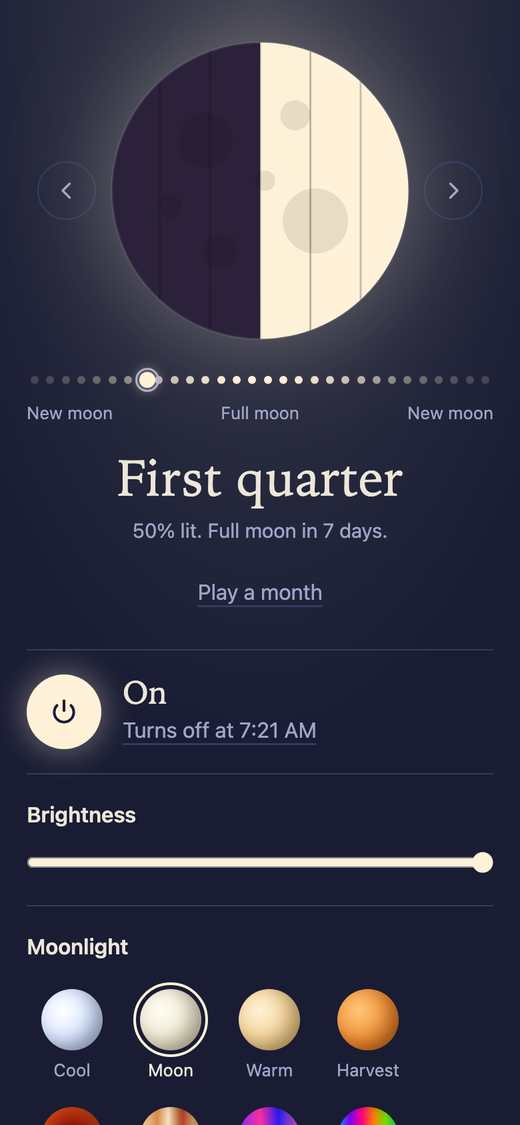 New moon
Full moon
New moon
First quarter
50% lit. Full moon in 7 days.
Play a month
On
Turns off at 7:21 AM
Brightness
Moonlight
Cool
Moon
Warm
Harvest